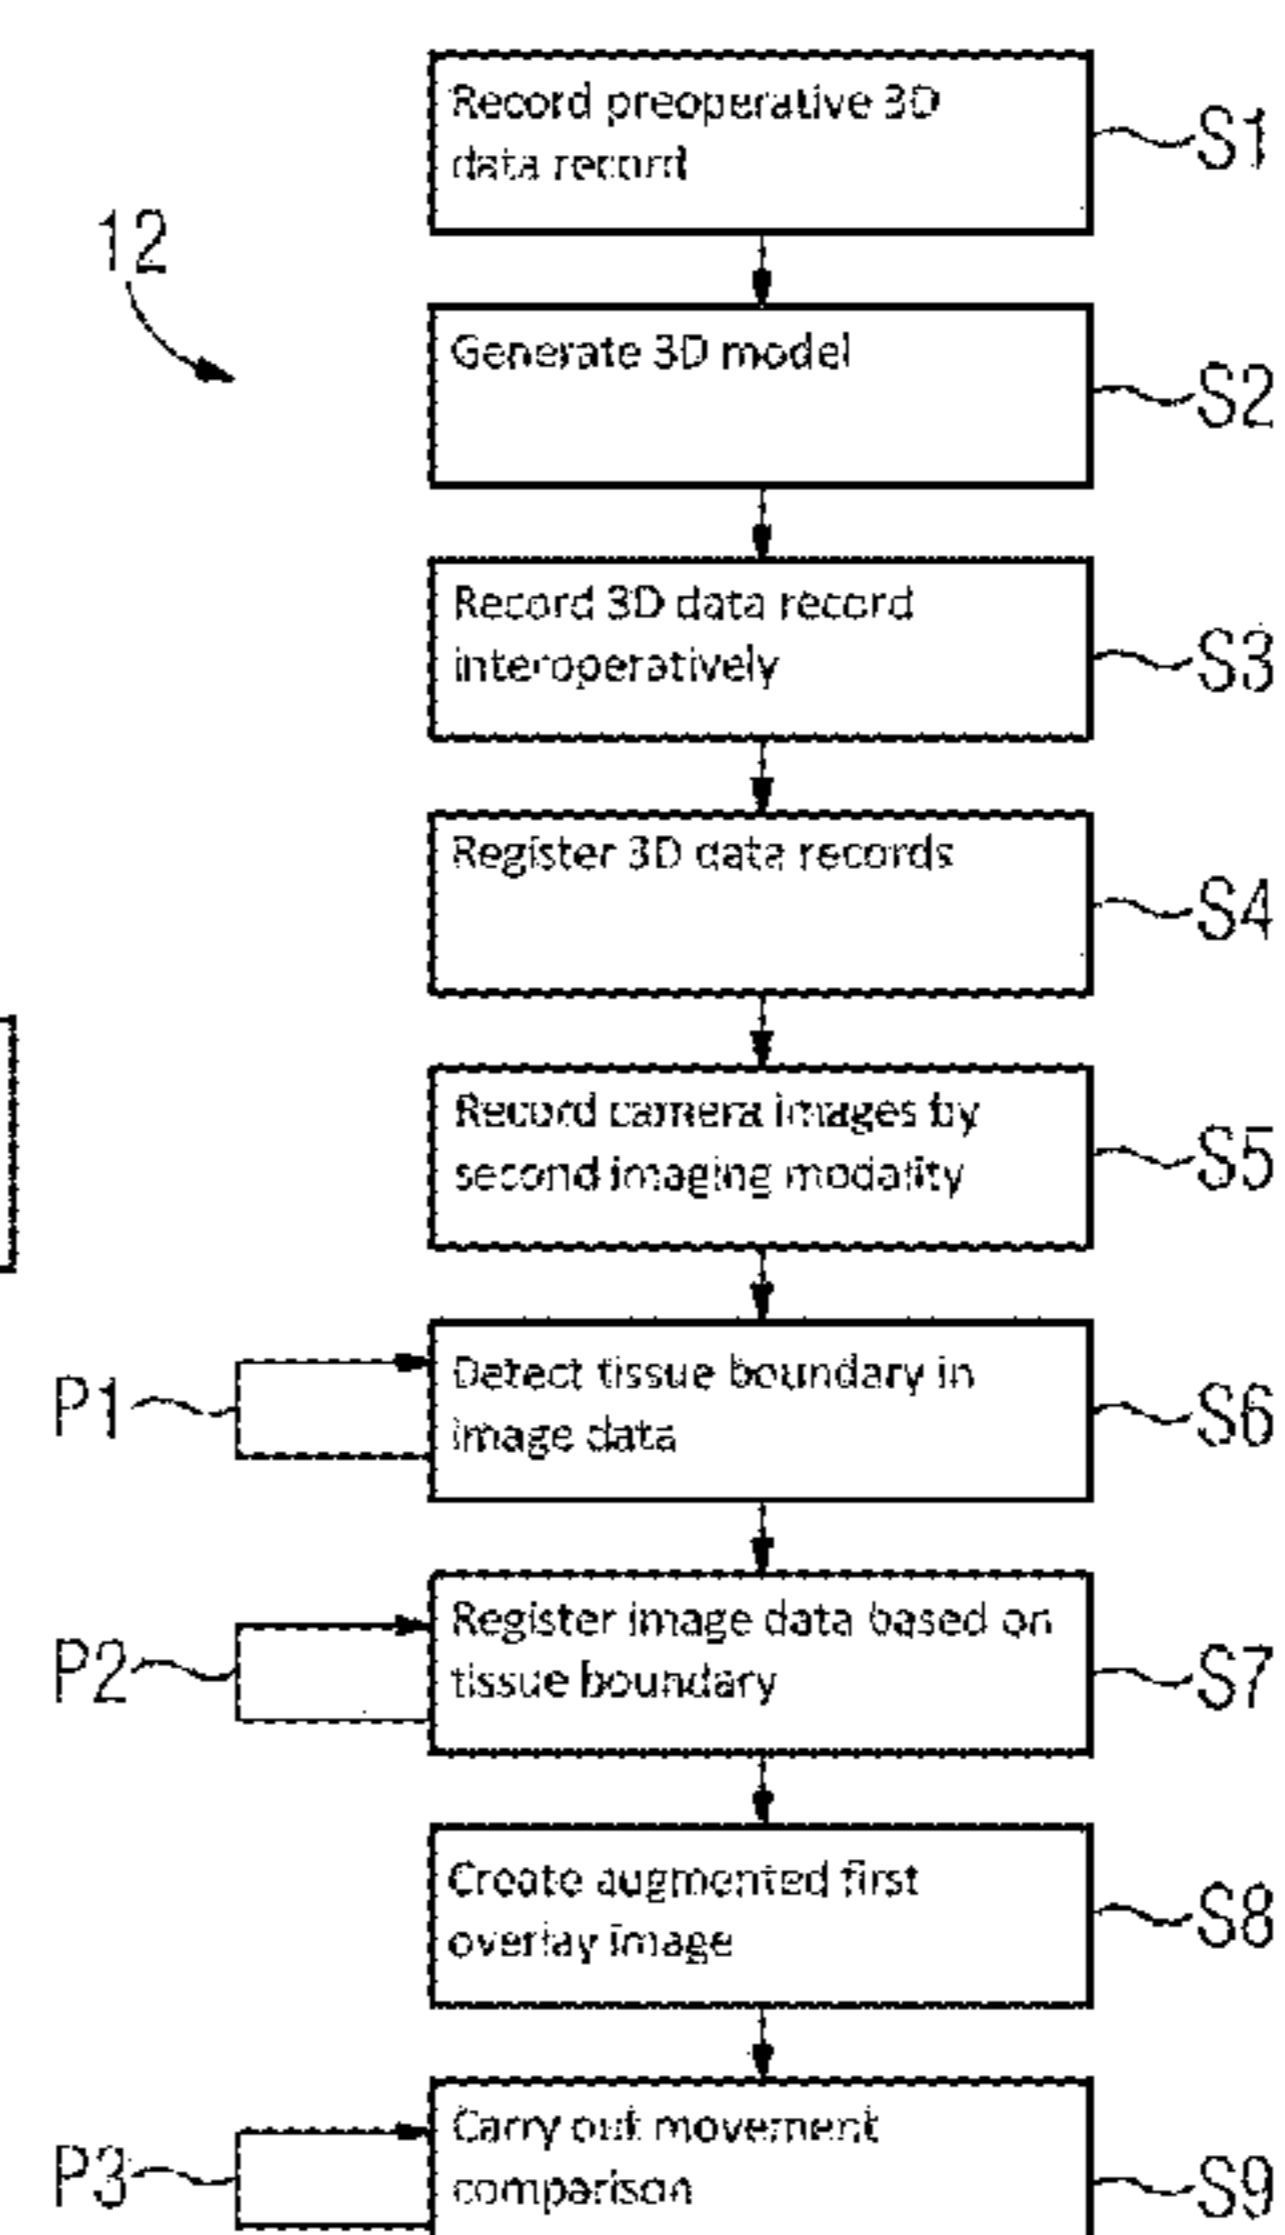 Record preoperative 3D
data record
S1
12
Generate 3D model
S2
Record 3D data record
interoperatively
S3
Register 3D data records
S4
Record camera images by
second imaging modality
S5
P1
Detect tissue boundary in
image data
S6
P2
Register image data based on
tissue boundary
S7
Create augmented first
overlay image
S8
P3
Carry out movement
comparison
S9